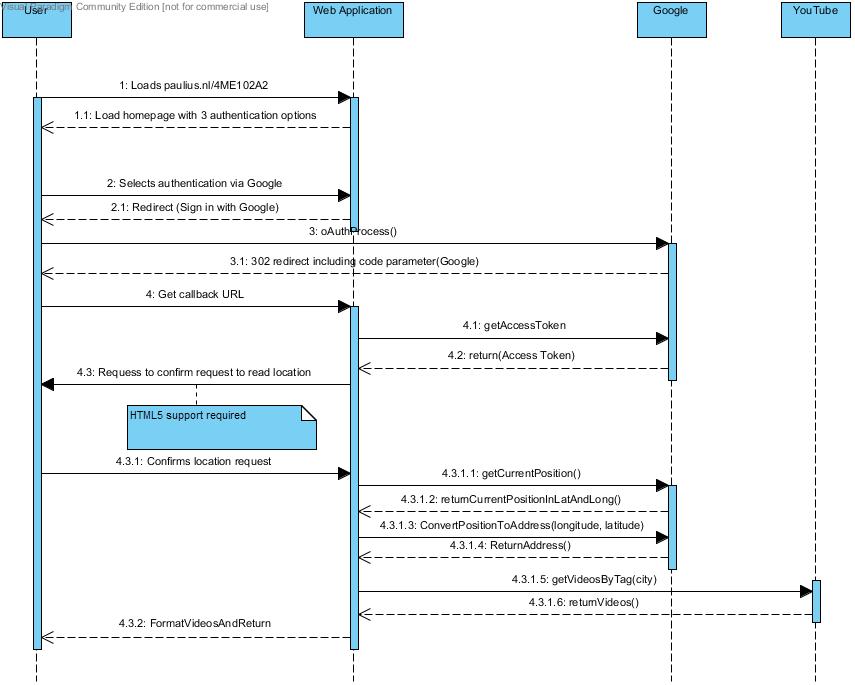 Visual Paradigm Community Edition [not for commercial use]
User
Web Application
Google
YouTube
1: Loads paulius.nl/4ME102A2
1.1: Load homepage with 3 authentication options
2: Selects authentication via Google
2.1: Redirect (Sign in with Google)
3: oAuthProcess()
3.1: 302 redirect including code parameter(Google)
4: Get callback URL
4.1: getAccessToken
4.2: return(Access Token)
4.3: Requess to confirm request to read location
HTML5 support required
4.3.1: Confirms location request
4.3.1.1: getCurrentPosition()
4.3.1.2: returnCurrentPositionInLatAndLong()
4.3.1.3: ConvertPositionToAddress(longitude, latitude)
4.3.1.4: ReturnAddress()
4.3.1.5: getVideosByTag(city)
4.3.1.6: returnVideos()
4.3.2: FormatVideosAndReturn